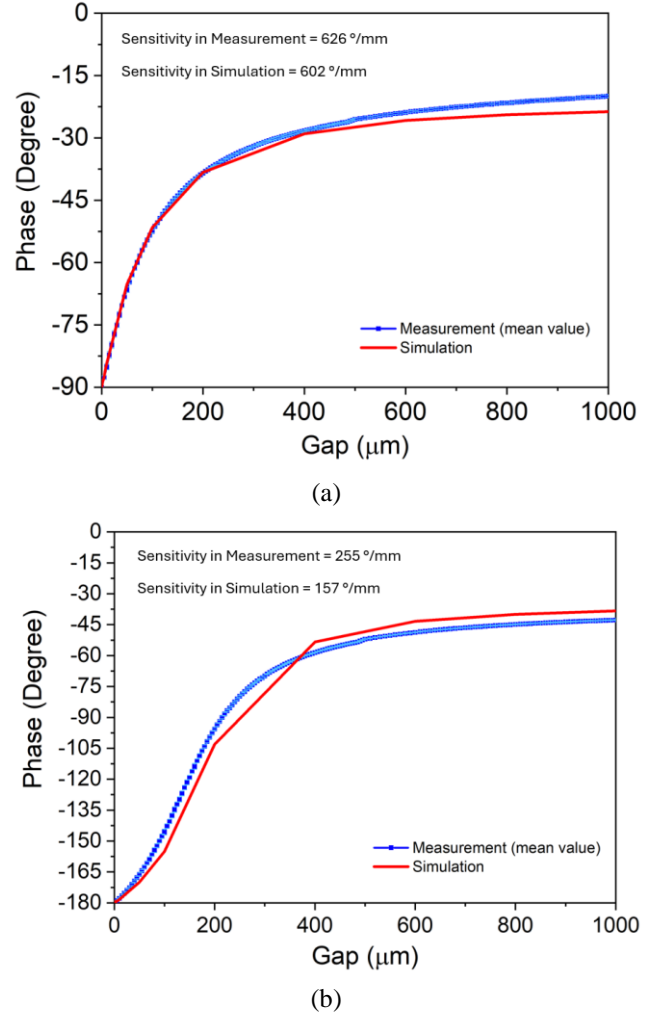 0
Sensitivity in Measurement = 626 º/mm
-15
Sensitivity in Simulation = 602 º/mm
-30
-45
-60
-75
-90
Phase (Degree)
Measurement (mean value)
Simulation
0 200 400 600 800 1000
Gap (μm)
(a)
0
Sensitivity in Measurement = 255 º/mm
-15
Sensitivity in Simulation = 157 º/mm
-30
-45
-60
-75
-90
-105
-120
-135
-150
-165
-180
Phase (Degree)
Measurement (mean value)
Simulation
0 200 400 600 800 1000
Gap (μm)
(b)